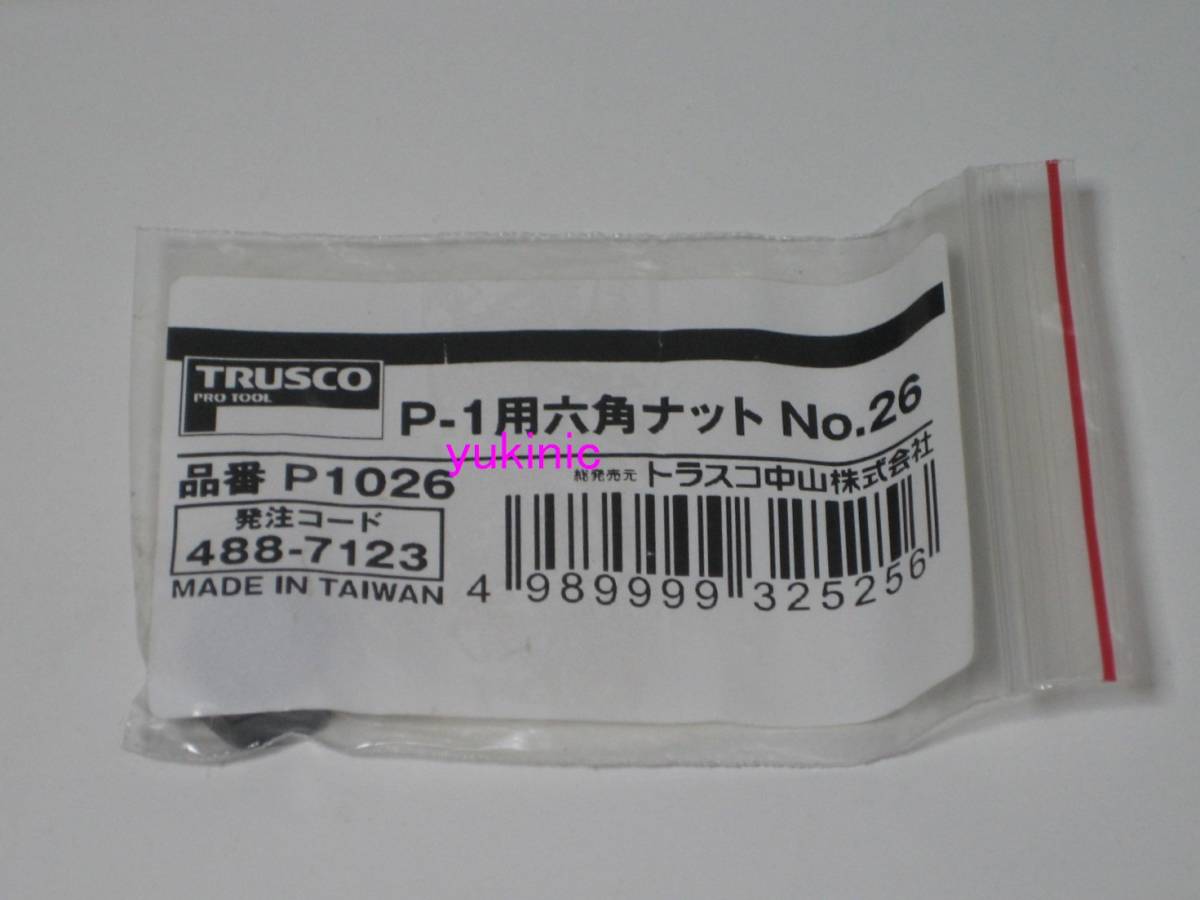 TRUSCO
PRO TOOL
P-1用六角ナット No.26
yukinic
品番 P1026
総発売元 トラスコ中山株式会社
発注コード
488-7123
MADE IN TAIWAN
4 989999 325256